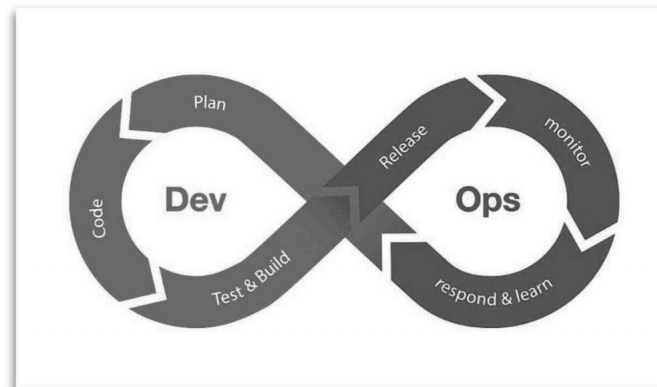 Plan
Release
monitor
Code
Dev
Ops
Test & Build
respond & learn